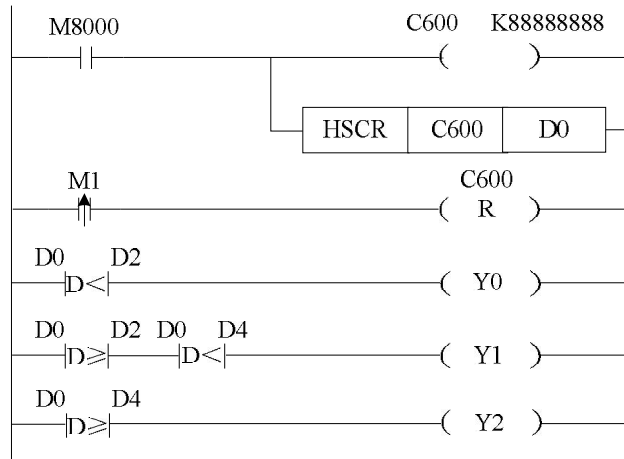 M8000 C600 K88888888
HSCR C600 D0
M1 C600
R
D0 D2
D< Y0
D0 D2 D0 D4
D≥ D< Y1
D0 D4
D≥ Y2